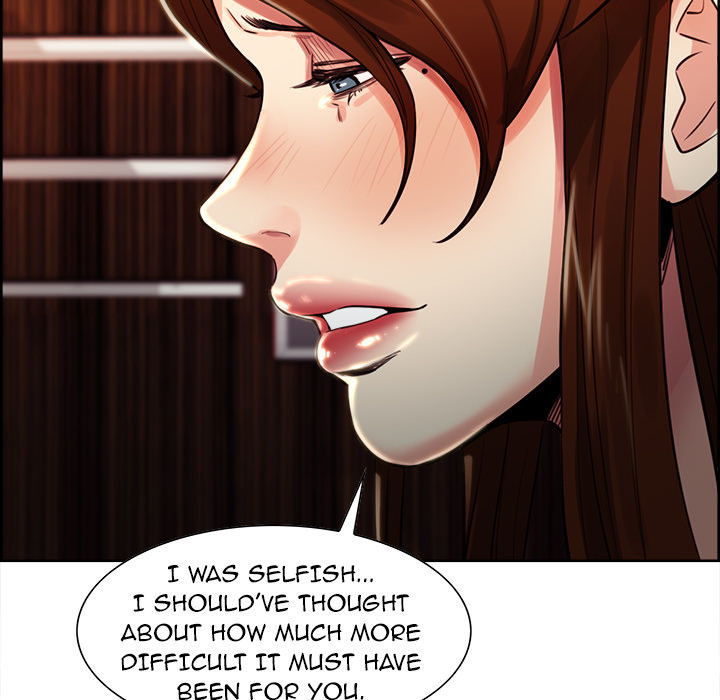 I WAS SELFISH...
I SHOULD'VE THOUGHT
ABOUT HOW MUCH MORE
DIFFICULT IT MUST HAVE
BEEN FOR YOU.